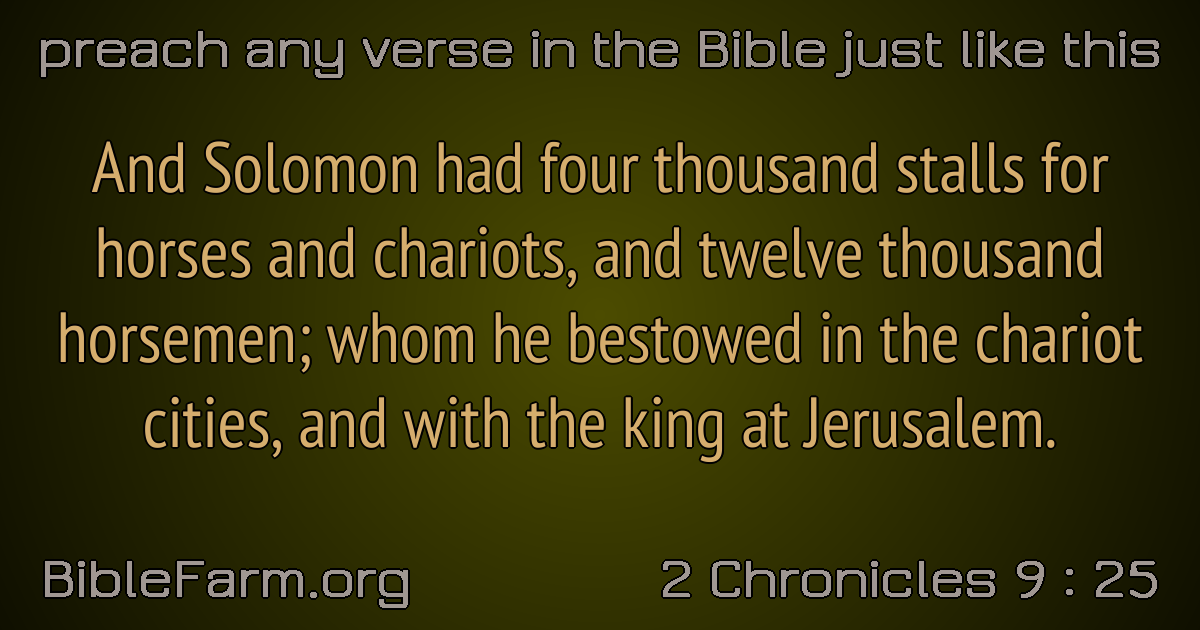 preach any verse in the Bible just like this
And Solomon had four thousand stalls for
horses and chariots, and twelve thousand
horsemen; whom he bestowed in the chariot
cities, and with the king at Jerusalem.
BibleFarm.org
2 Chronicles 9 : 25